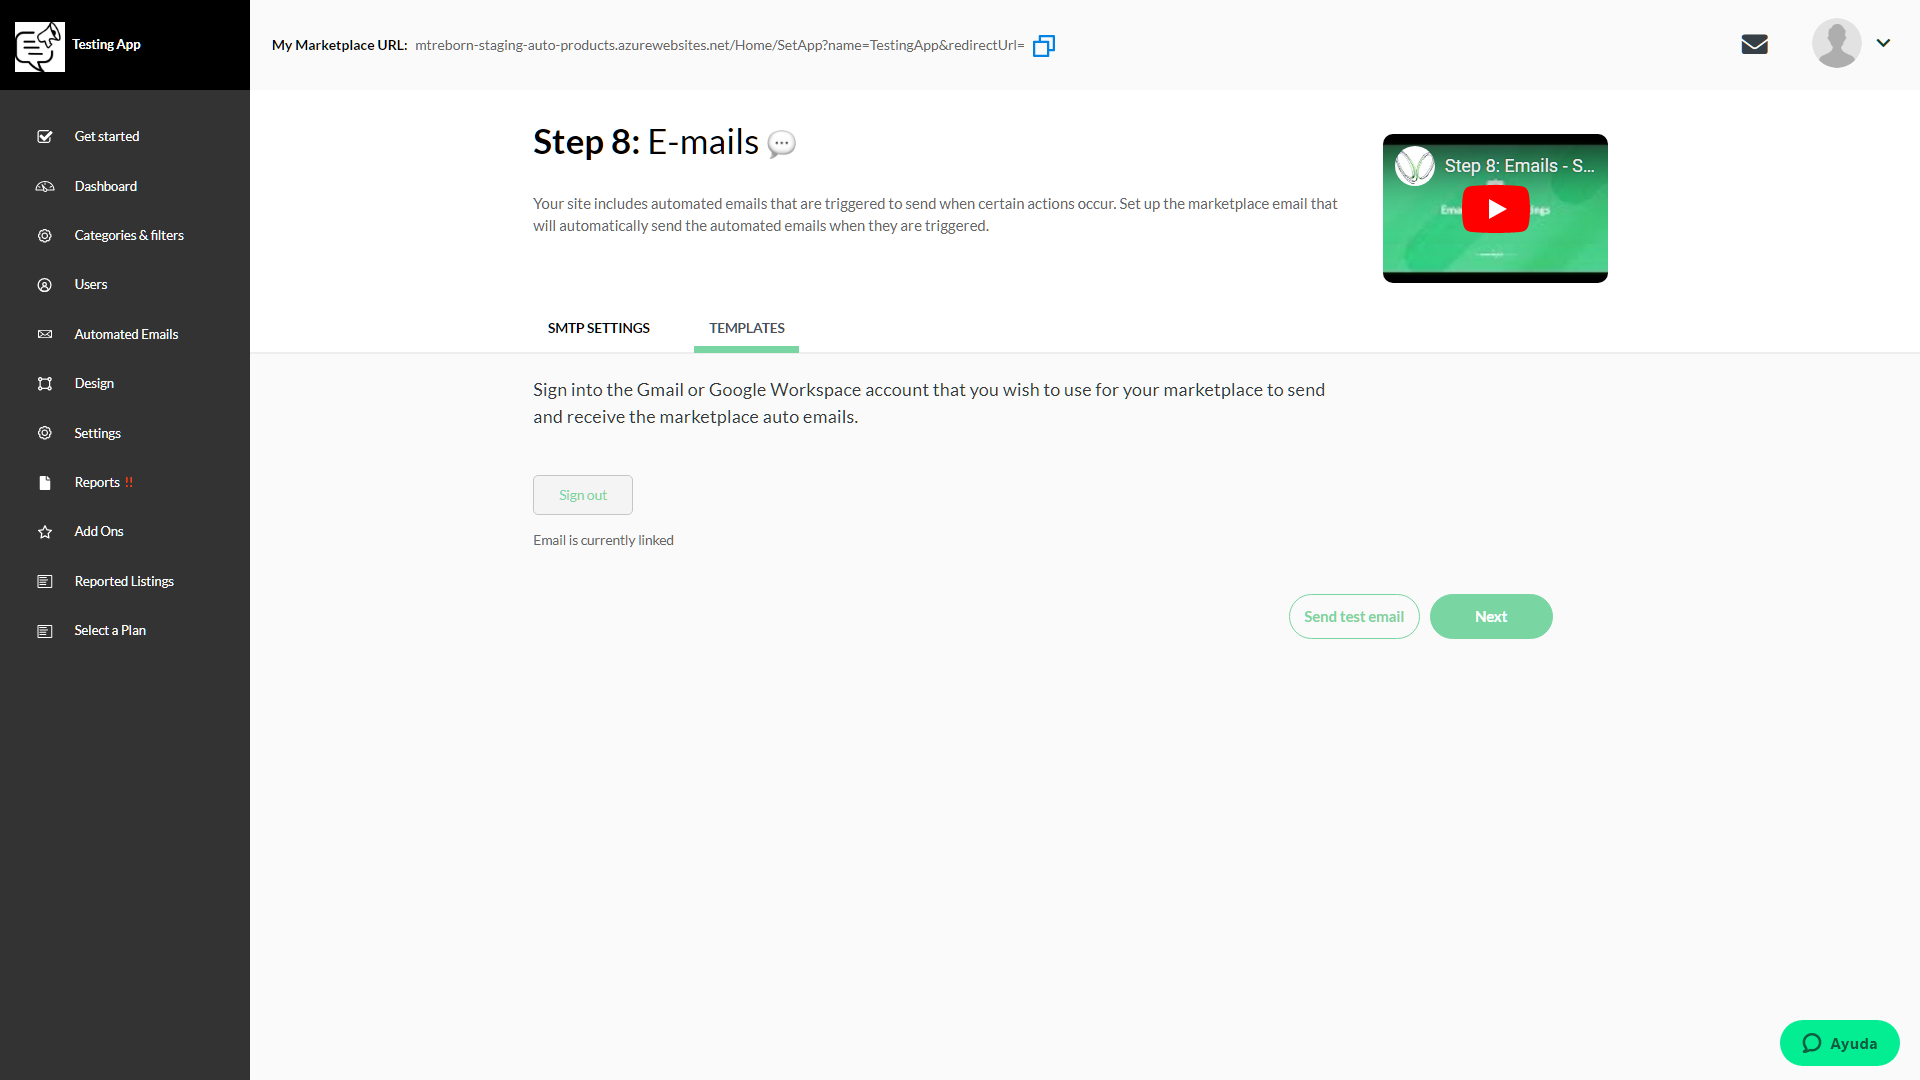 Testing App
My Marketplace URL: mtreborn-staging-auto-products.azurewebsites.net/Home/SetApp?name=TestingApp&redirectUrl=
Get started
Dashboard
Categories & filters
Users
Automated Emails
Design
Settings
Reports !!
Add Ons
Reported Listings
Select a Plan
Step 8: E-mails
Your site includes automated emails that are triggered to send when certain actions occur. Set up the marketplace email that
will automatically send the automated emails when they are triggered.
Step 8: Emails - S...
SMTP SETTINGS
TEMPLATES
Sign into the Gmail or Google Workspace account that you wish to use for your marketplace to send
and receive the marketplace auto emails.
Sign out
Email is currently linked
Send test email
Next
Ayuda